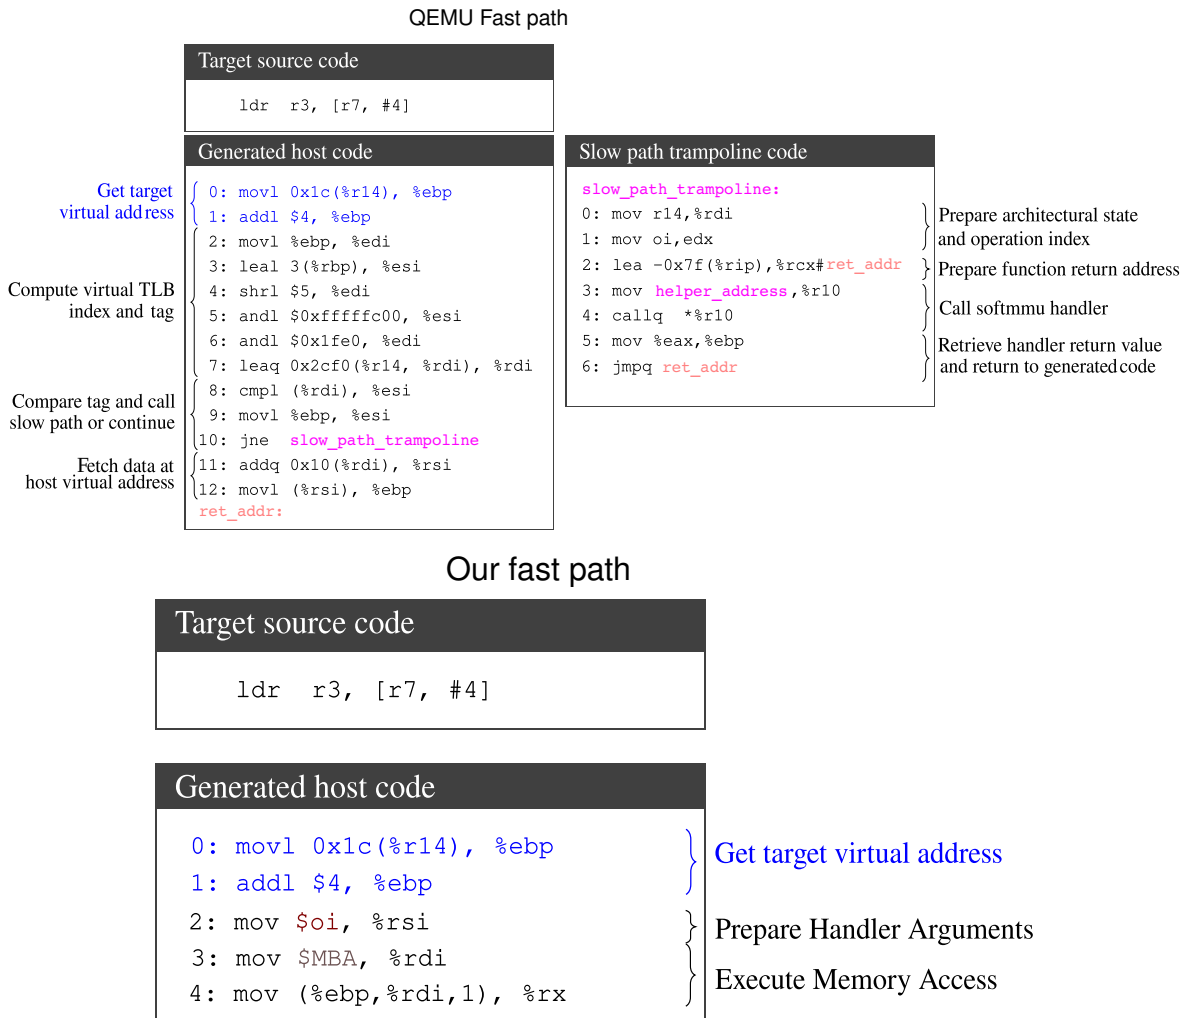 QEMU Fast path
Target source code
ldr r3, [r7, #4]
Generated host code
Get target
virtual address
0: movl 0x1c(%r14), %ebp
1: addl $4, %ebp
Compute virtual TLB
index and tag
2: movl %ebp, %edi
3: leal 3(%rbp), %esi
4: shrl $5, %edi
5: andl $0xfffffc00, %esi
6: andl $0x1fe0, %edi
7: leaq 0x2cf0(%r14, %rdi), %rdi
Compare tag and call
slow path or continue
8: cmpl (%rdi), %esi
9: movl %ebp, %esi
10: jne slow_path_trampoline
Fetch data at
host virtual address
11: addq 0x10(%rdi), %rsi
12: movl (%rsi), %ebp
ret_addr:
Slow path trampoline code
slow_path_trampoline:
0: mov r14,%rdi
1: mov oi,edx
Prepare architectural state
and operation index
2: lea -0x7f(%rip),%rcx#ret_addr
Prepare function return address
3: mov helper_address,%r10
4: callq *%r10
Call softmmu handler
5: mov %eax,%ebp
6: jmpq ret_addr
Retrieve handler return value
and return to generated code
Our fast path
Target source code
ldr r3, [r7, #4]
Generated host code
0: movl 0x1c(%r14), %ebp
1: addl $4, %ebp
Get target virtual address
2: mov $oi, %rsi
Prepare Handler Arguments
3: mov $MBA, %rdi
4: mov (%ebp,%rdi,1), %rx
Execute Memory Access